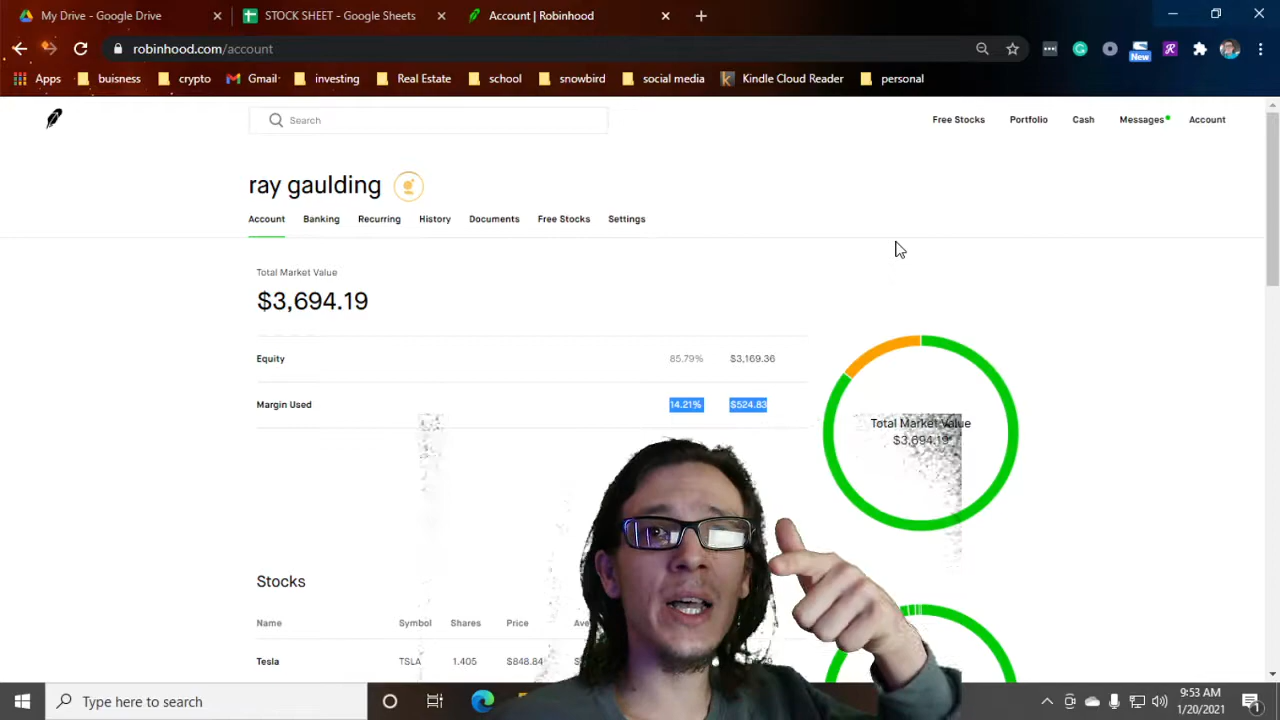 My Drive - Google Drive
STOCK SHEET - Google Sheets
Account | Robinhood
robinhood.com/account
New
Apps
buisness
crypto
Gmail
investing
Real Estate
school
snowbird
social media
Kindle Cloud Reader
personal
Search
Free Stocks
Portfolio
Cash
Messages
Account
ray gaulding
Account
Banking
Recurring
History
Documents
Free Stocks
Settings
Total Market Value
$3,694.19
Equity 85.79% $3,169.36
Margin Used 14.21% $524.83
Total Market Value
$3,694.19
Stocks
Name Symbol Shares Price
Tesla TSLA 1.405 $848.84
Type here to search
9:53 AM
1/20/2021